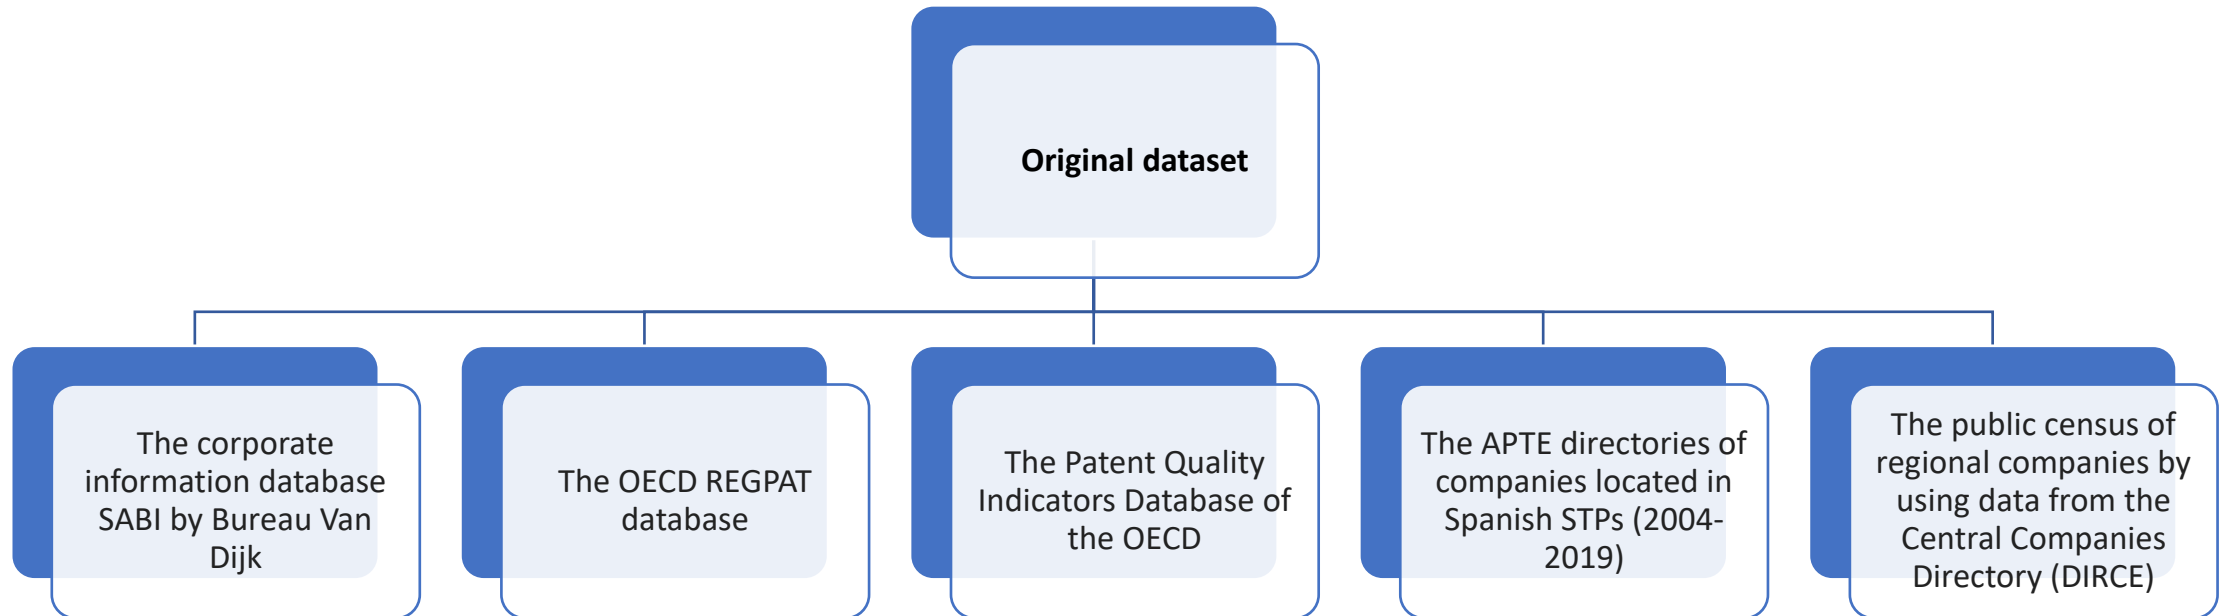 Original dataset
The corporate
information database
SABI by Bureau Van
Dijk
The OECD REGPAT
database
The Patent Quality
Indicators Database of
the OECD
The APTE directories of
companies located in
Spanish STPs (2004-
2019)
The public census of
regional companies by
using data from the
Central Companies
Directory (DIRCE)